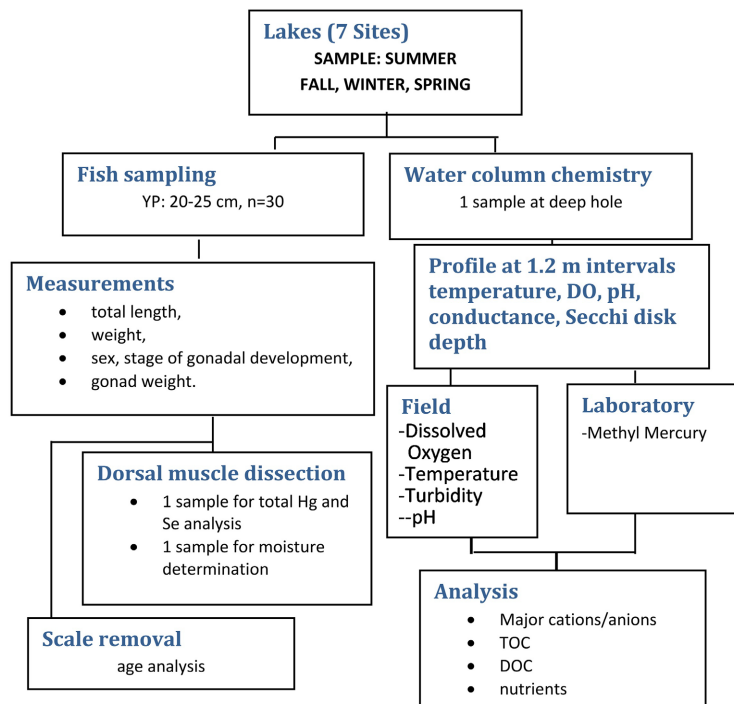 Lakes (7 Sites)
SAMPLE: SUMMER
FALL, WINTER, SPRING
Fish sampling
YP: 20-25 cm, n=30
Water column chemistry
1 sample at deep hole
Measurements
• total length,
• weight,
• sex, stage of gonadal development,
• gonad weight.
Profile at 1.2 m intervals
temperature, DO, pH,
conductance, Secchi disk
depth
Field
-Dissolved
Oxygen
-Temperature
-Turbidity
--pH
Laboratory
-Methyl Mercury
Dorsal muscle dissection
• 1 sample for total Hg and
Se analysis
• 1 sample for moisture
determination
Scale removal
age analysis
Analysis
• Major cations/anions
• TOC
• DOC
• nutrients